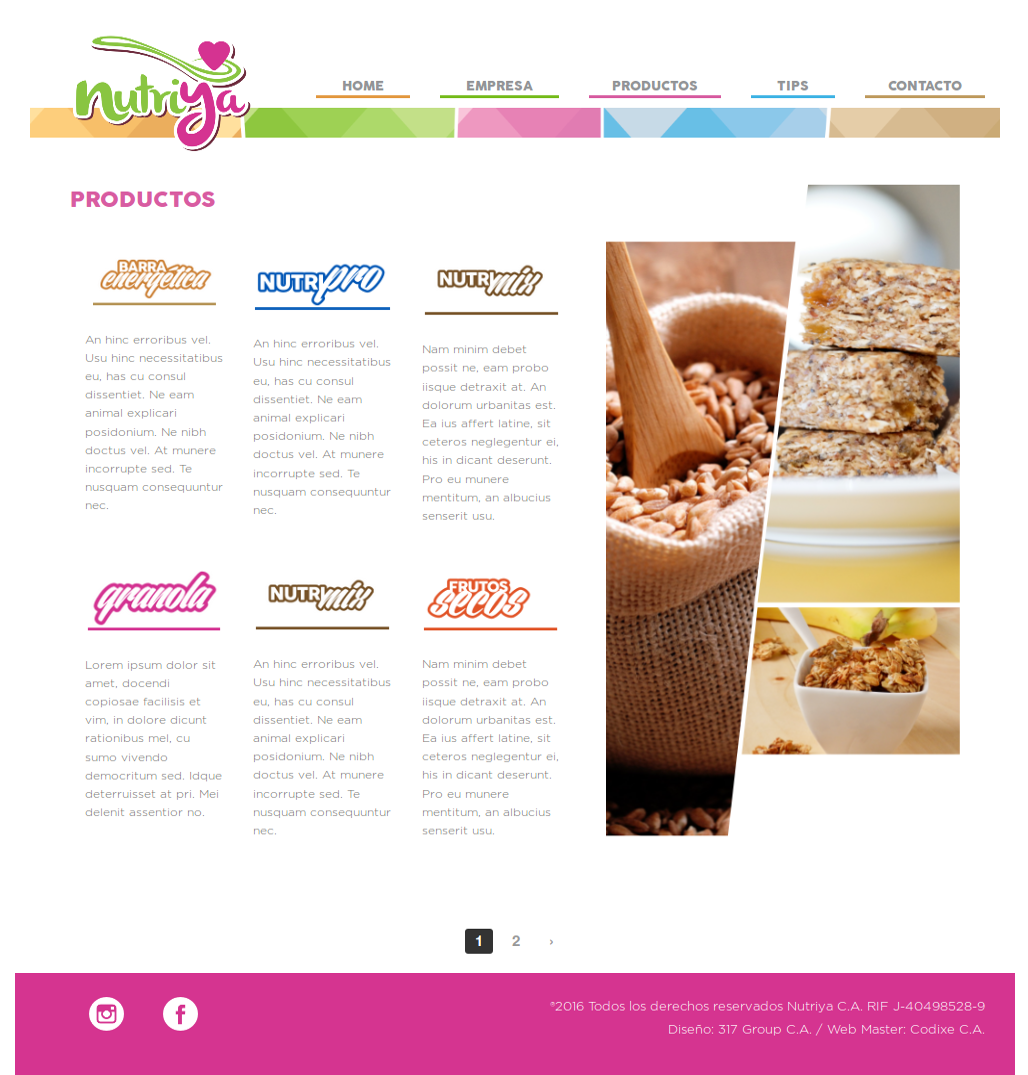 nutriya
HOME
EMPRESA
PRODUCTOS
TIPS
CONTACTO
PRODUCTOS
BARRA
energética
An hinc erroribus vel.
Usu hinc necessitatibus
eu, has cu consul
dissentiet. Ne eam
animal explicari
posidonium. Ne nibh
doctus vel. At munere
incorrupte sed. Te
nusquam consequuntur
nec.
NUTRYpro
An hinc erroribus vel.
Usu hinc necessitatibus
eu, has cu consul
dissentiet. Ne eam
animal explicari
posidonium. Ne nibh
doctus vel. At munere
incorrupte sed. Te
nusquam consequuntur
nec.
NUTRYmix
Nam minim debet
possit ne, eam probo
iisque detraxit at. An
dolorum urbanitas est.
Ea ius affert latine, sit
ceteros neglegentur ei,
his in dicant deserunt.
Pro eu munere
mentitum, an albucius
senserit usu.
granola
Lorem ipsum dolor sit
amet, docendi
copiosae facilisis et
vim, in dolore dicunt
rationibus mel, cu
sumo vivendo
democritum sed. Idque
deterruisset at pri. Mei
delenit assentior no.
NUTRYmix
An hinc erroribus vel.
Usu hinc necessitatibus
eu, has cu consul
dissentiet. Ne eam
animal explicari
posidonium. Ne nibh
doctus vel. At munere
incorrupte sed. Te
nusquam consequuntur
nec.
FRUTOS
secos
Nam minim debet
possit ne, eam probo
iisque detraxit at. An
dolorum urbanitas est.
Ea ius affert latine, sit
ceteros neglegentur ei,
his in dicant deserunt.
Pro eu munere
mentitum, an albucius
senserit usu.
1 2 ›
®2016 Todos los derechos reservados Nutriya C.A. RIF J-40498528-9
Diseño: 317 Group C.A. / Web Master: Codixe C.A.